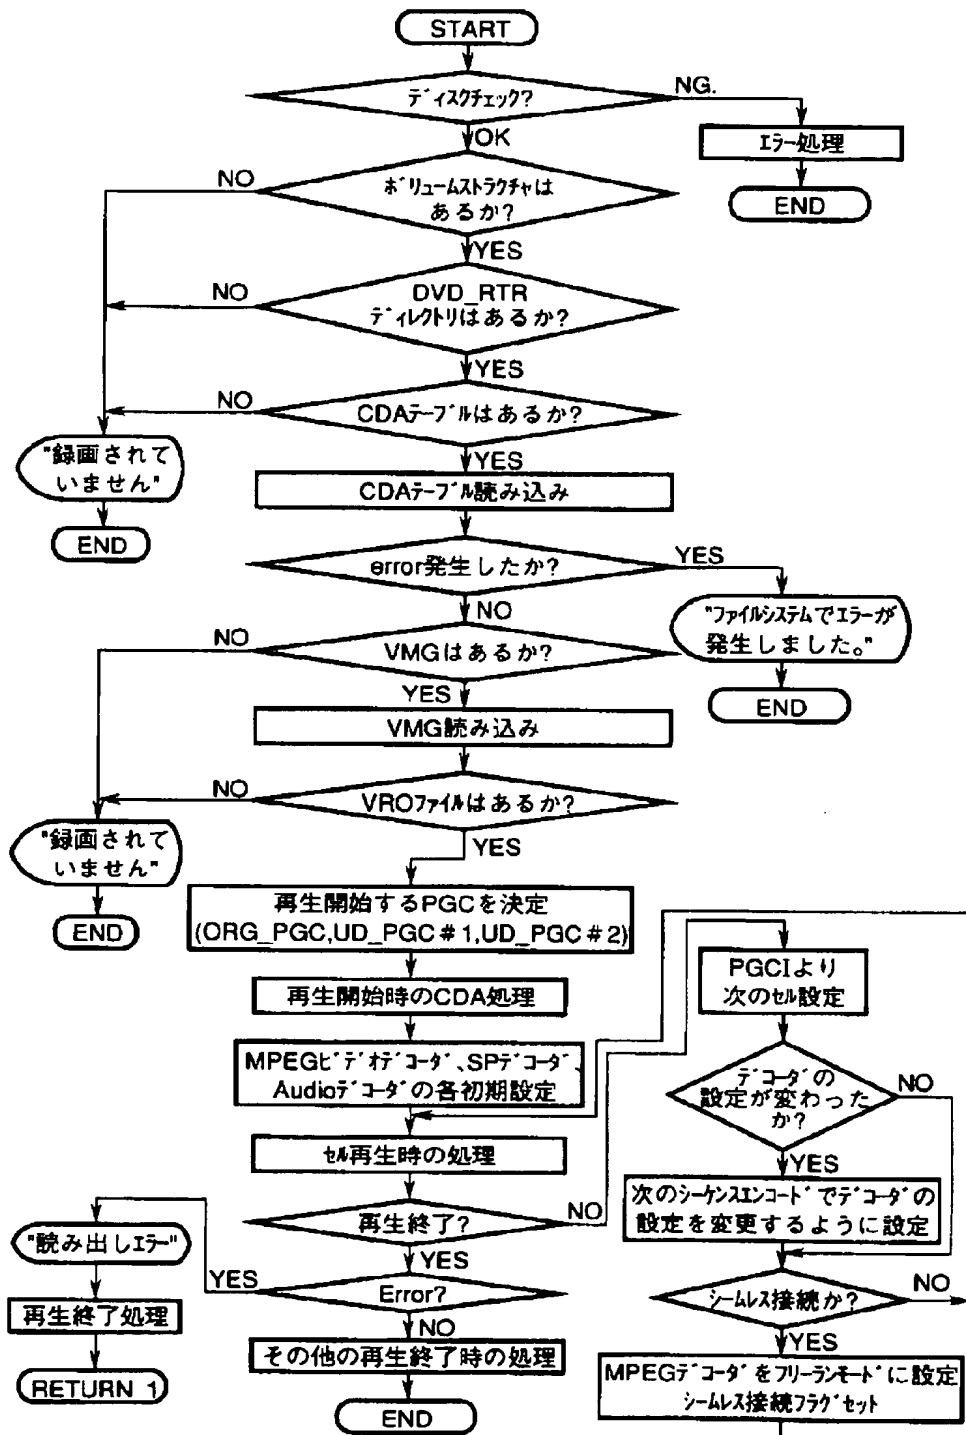 START
ディスクチェック?
NG.
エラー処理
END
OK
ボリュームストラクチャは
あるか?
NO
YES
DVD_RTR
ディレクトリはあるか?
NO
YES
CDAテーブルはあるか?
NO
"録画されて
いません"
END
YES
CDAテーブル読み込み
error発生したか?
YES
"ファイルシステムでエラーが
発生しました。"
END
NO
VMGはあるか?
NO
YES
VMG読み込み
VROファイルはあるか?
NO
"録画されて
いません"
END
YES
再生開始するPGCを決定
(ORG_PGC,UD_PGC#1,UD_PGC#2)
再生開始時のCDA処理
MPEGビデオデコーダ、SPデコーダ、
Audioデコーダの各初期設定
セル再生時の処理
再生終了?
NO
YES
Error?
YES
"読み出しエラー"
再生終了処理
RETURN 1
NO
その他の再生終了時の処理
END
PGCIより
次のセル設定
デコーダの
設定が変わった
か?
NO
YES
次のシーケンスエンコードでデコーダの
設定を変更するように設定
シームレス接続か?
NO
YES
MPEGデコーダをフリーランモードに設定
シームレス接続フラグセット